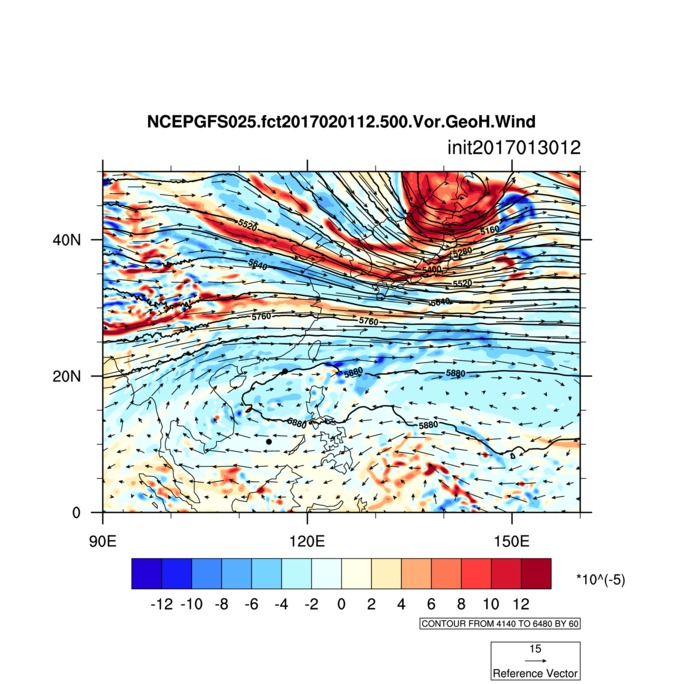 NCEPGFS025.fct2017020112.500.Vor.GeoH.Wind
init2017013012
5520
5160
40N
5280
5640
5400
5520
5640
5760
5760
20N
5880
5880
5880
5880
0
90E 120E 150E
*10^(-5)
-12 -10 -8 -6 -4 -2 0 2 4 6 8 10 12
CONTOUR FROM 4140 TO 6480 BY 60
15
Reference Vector